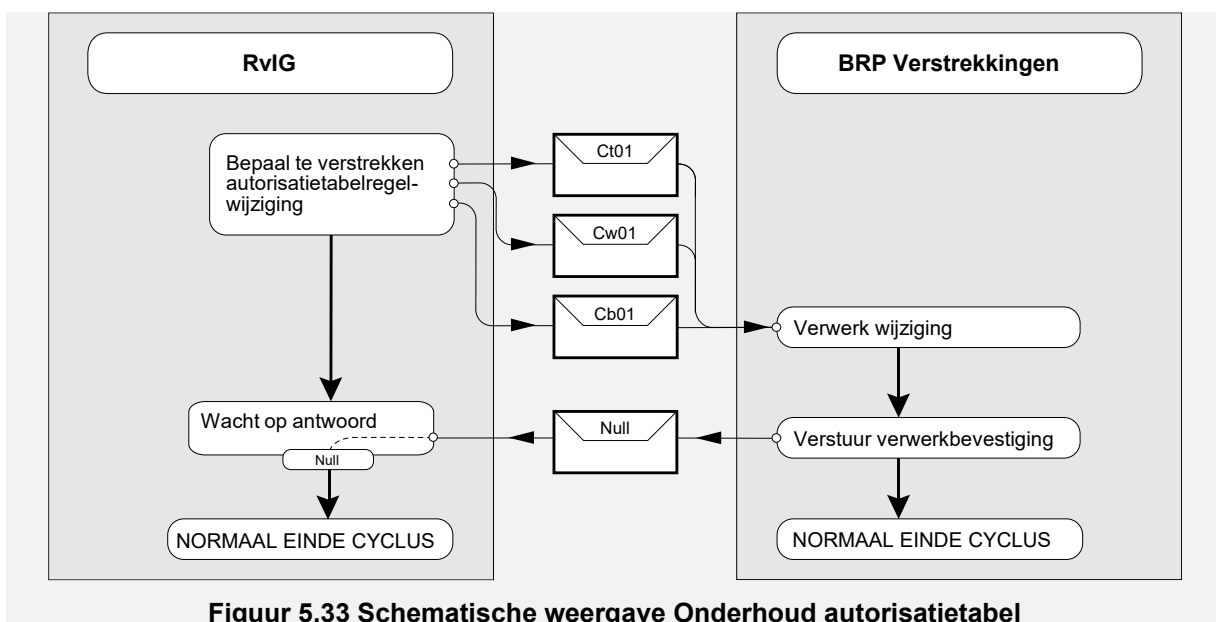 RvIG
BRP Verstrekkingen
Bepaal te verstrekken
autorisatietabelregel-
wijziging
Ct01
Cw01
Cb01
Verwerk wijziging
Wacht op antwoord
Null
Null
Verstuur verwerkbevestiging
NORMAAL EINDE CYCLUS
NORMAAL EINDE CYCLUS
Figuur 5.33 Schematische weergave Onderhoud autorisatietabel